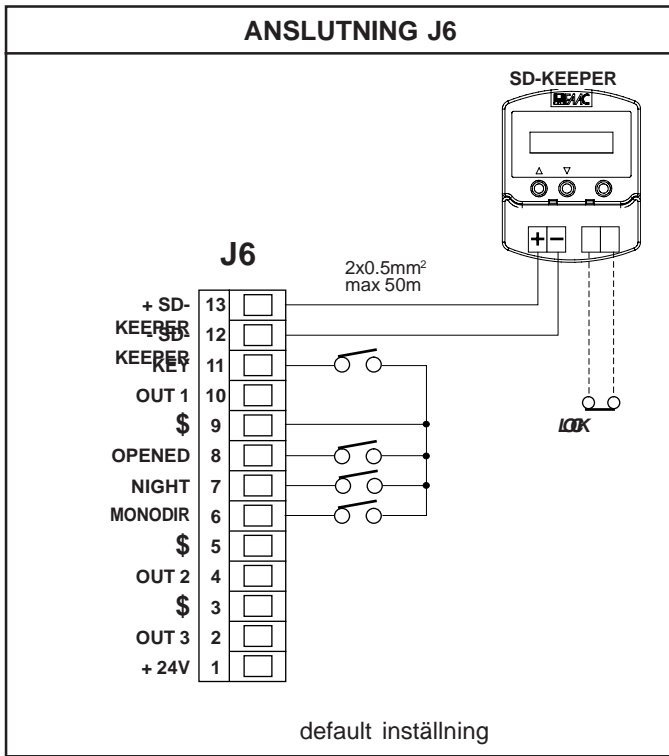 ANSLUTNING J6
SD-KEEPER
FAAC
+ −
J6
2x0.5mm²
max 50m
+ SD-KEEPER 13
- SD-KEEPER 12
KEY 11
OUT 1 10
$ 9
OPENED 8
NIGHT 7
MONODIR 6
$ 5
OUT 2 4
$ 3
OUT 3 2
+ 24V 1
LOCK
default inställning